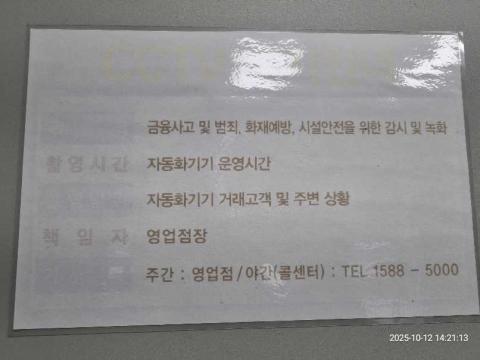 금융사고 및 범죄, 화재예방, 시설안전을 위한 감시 및 녹화
촬영시간 자동화기기 운영시간
자동화기기 거래고객 및 주변 상황
책 임 자 영업점장
주간 : 영업점 / 야간(콜센터) : TEL 1588 - 5000
2025-10-12 14:21:13